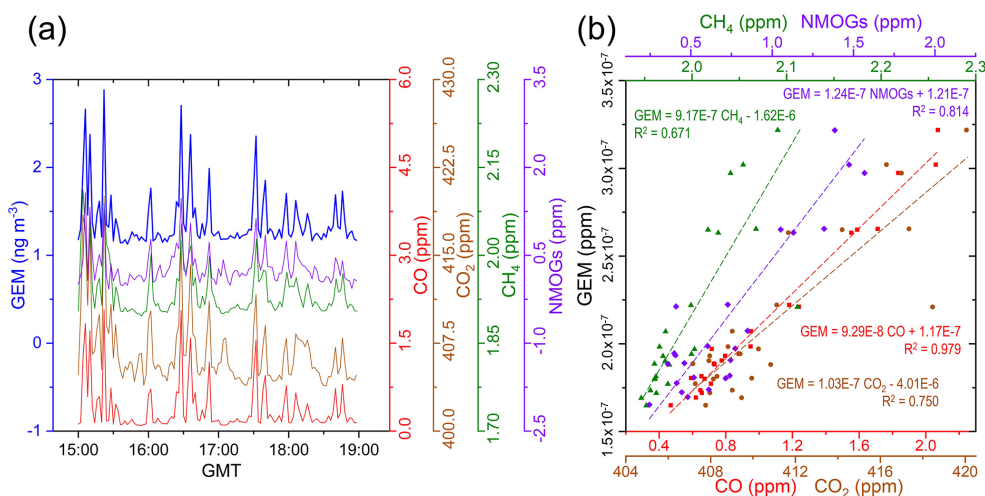 (a)
3
2
1
0
-1
GEM (ng m⁻³)
15:00 16:00 17:00 18:00 19:00
GMT
6.0
4.5
3.0
1.5
0.0
CO (ppm)
430.0
422.5
415.0
407.5
400.0
CO₂ (ppm)
2.30
2.15
2.00
1.85
1.70
CH₄ (ppm)
3.5
2.0
0.5
-1.0
-2.5
NMOGs (ppm)
(b)
CH₄ (ppm) NMOGs (ppm)
0.5 1.0 1.5 2.0
2.0 2.1 2.2 2.3
3.5x10⁻⁷
3.0x10⁻⁷
2.5x10⁻⁷
2.0x10⁻⁷
1.5x10⁻⁷
GEM (ppm)
GEM = 1.24E-7 NMOGs + 1.21E-7
R² = 0.814
GEM = 9.17E-7 CH₄ - 1.62E-6
R² = 0.671
GEM = 9.29E-8 CO + 1.17E-7
R² = 0.979
GEM = 1.03E-7 CO₂ - 4.01E-6
R² = 0.750
0.4 0.8 1.2 1.6 2.0
404 408 412 416 420
CO (ppm) CO₂ (ppm)